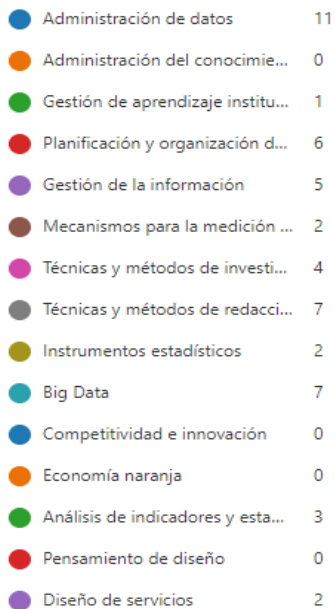 Administración de datos 11
Administración del conocimie... 0
Gestión de aprendizaje institu... 1
Planificación y organización d... 6
Gestión de la información 5
Mecanismos para la medición ... 2
Técnicas y métodos de investi... 4
Técnicas y métodos de redacci... 7
Instrumentos estadísticos 2
Big Data 7
Competitividad e innovación 0
Economía naranja 0
Análisis de indicadores y esta... 3
Pensamiento de diseño 0
Diseño de servicios 2